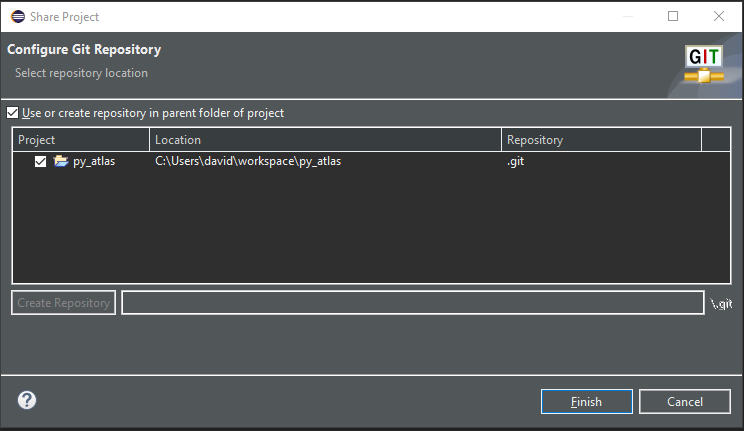 Share Project
Configure Git Repository
Select repository location
GIT
Use or create repository in parent folder of project
Project Location Repository
py_atlas C:\Users\david\workspace\py_atlas .git
Create Repository \.git
? Finish Cancel